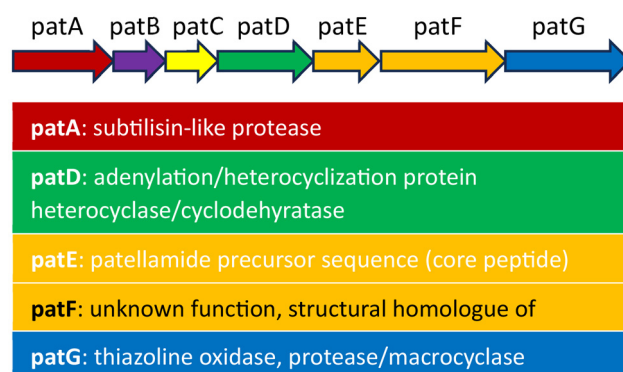 patA patB patC patD patE patF patG
patA: subtilisin-like protease
patD: adenylation/heterocyclization protein
heterocyclase/cyclodehyratase
patE: patellamide precursor sequence (core peptide)
patF: unknown function, structural homologue of
patG: thiazoline oxidase, protease/macrocyclase